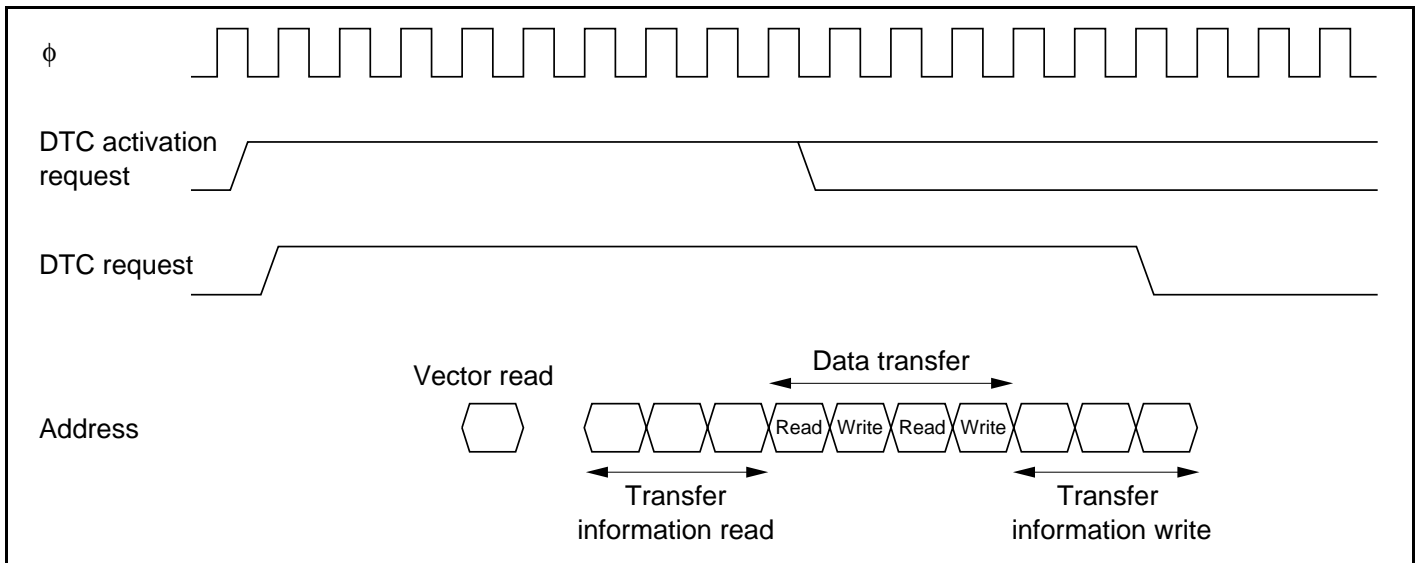 ϕ
DTC activation
request
DTC request
Data transfer
Vector read
Address
Read Write Read Write
Transfer
information read
Transfer
information write